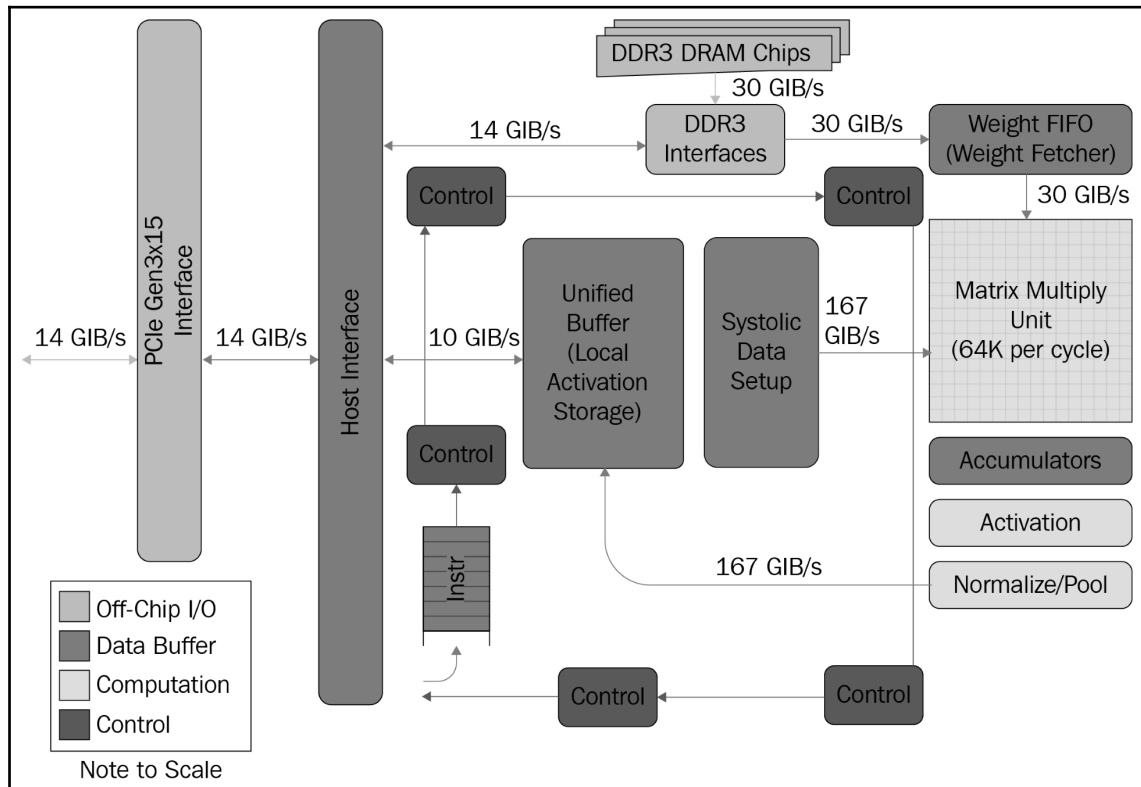 DDR3 DRAM Chips
30 GIB/s
14 GIB/s
DDR3
Interfaces
30 GIB/s
Weight FIFO
(Weight Fetcher)
Control
Control
30 GIB/s
PCIe Gen3x15
Interface
Host Interface
14 GIB/s
14 GIB/s
10 GIB/s
Unified
Buffer
(Local
Activation
Storage)
Systolic
Data
Setup
167
GIB/s
Matrix Multiply
Unit
(64K per cycle)
Control
Accumulators
Activation
Instr
167 GIB/s
Normalize/Pool
Control
Control
Off-Chip I/O
Data Buffer
Computation
Control
Note to Scale